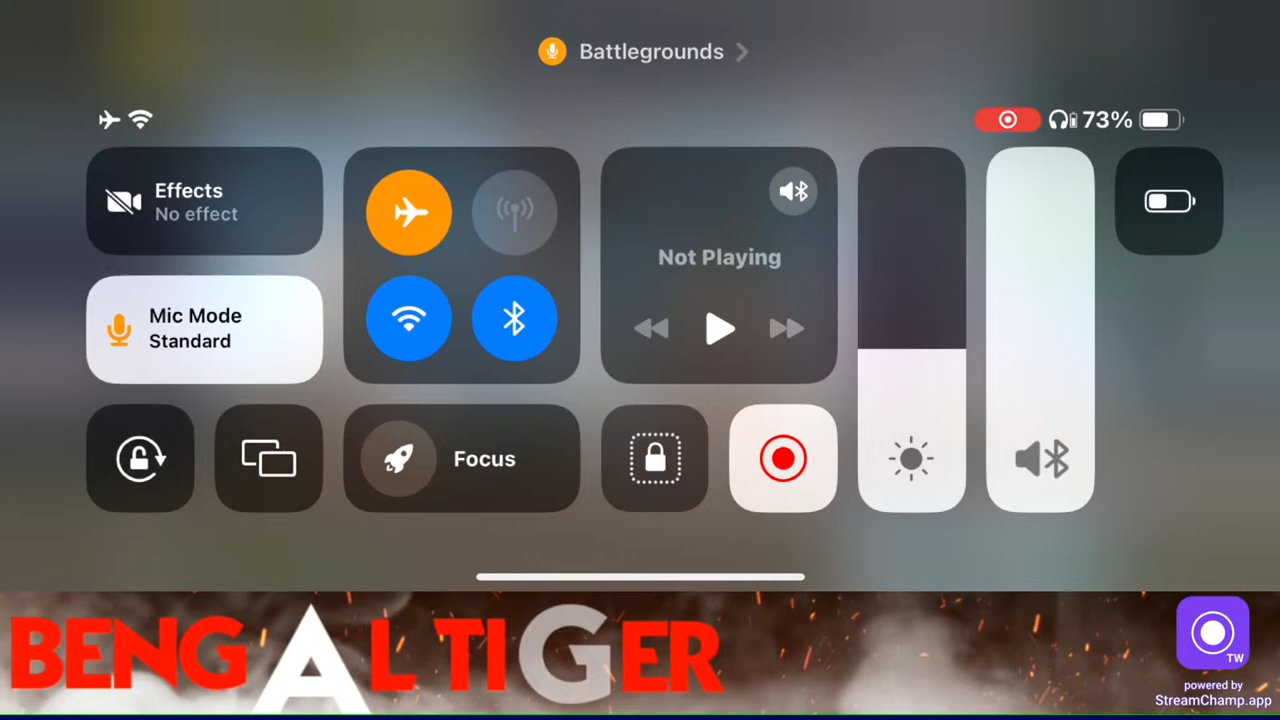 Battlegrounds
73%
Effects
No effect
Mic Mode
Standard
Not Playing
Focus
BENGAL TIGER
TW
powered by
StreamChamp.app